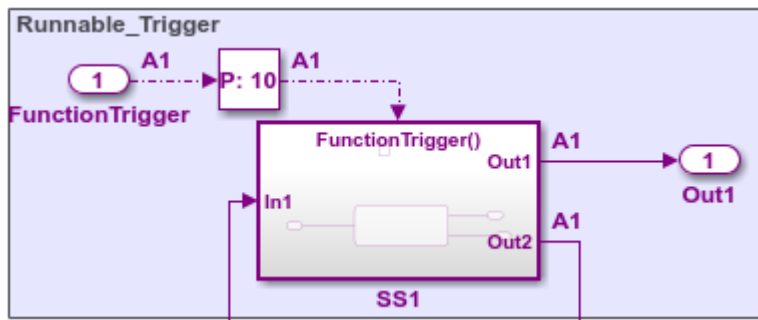 Runnable_Trigger
A1
A1
1
P: 10
FunctionTrigger
FunctionTrigger()
A1
Out1
1
In1
Out1
A1
Out2
SS1